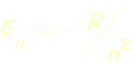 Eₙ = - R/n²